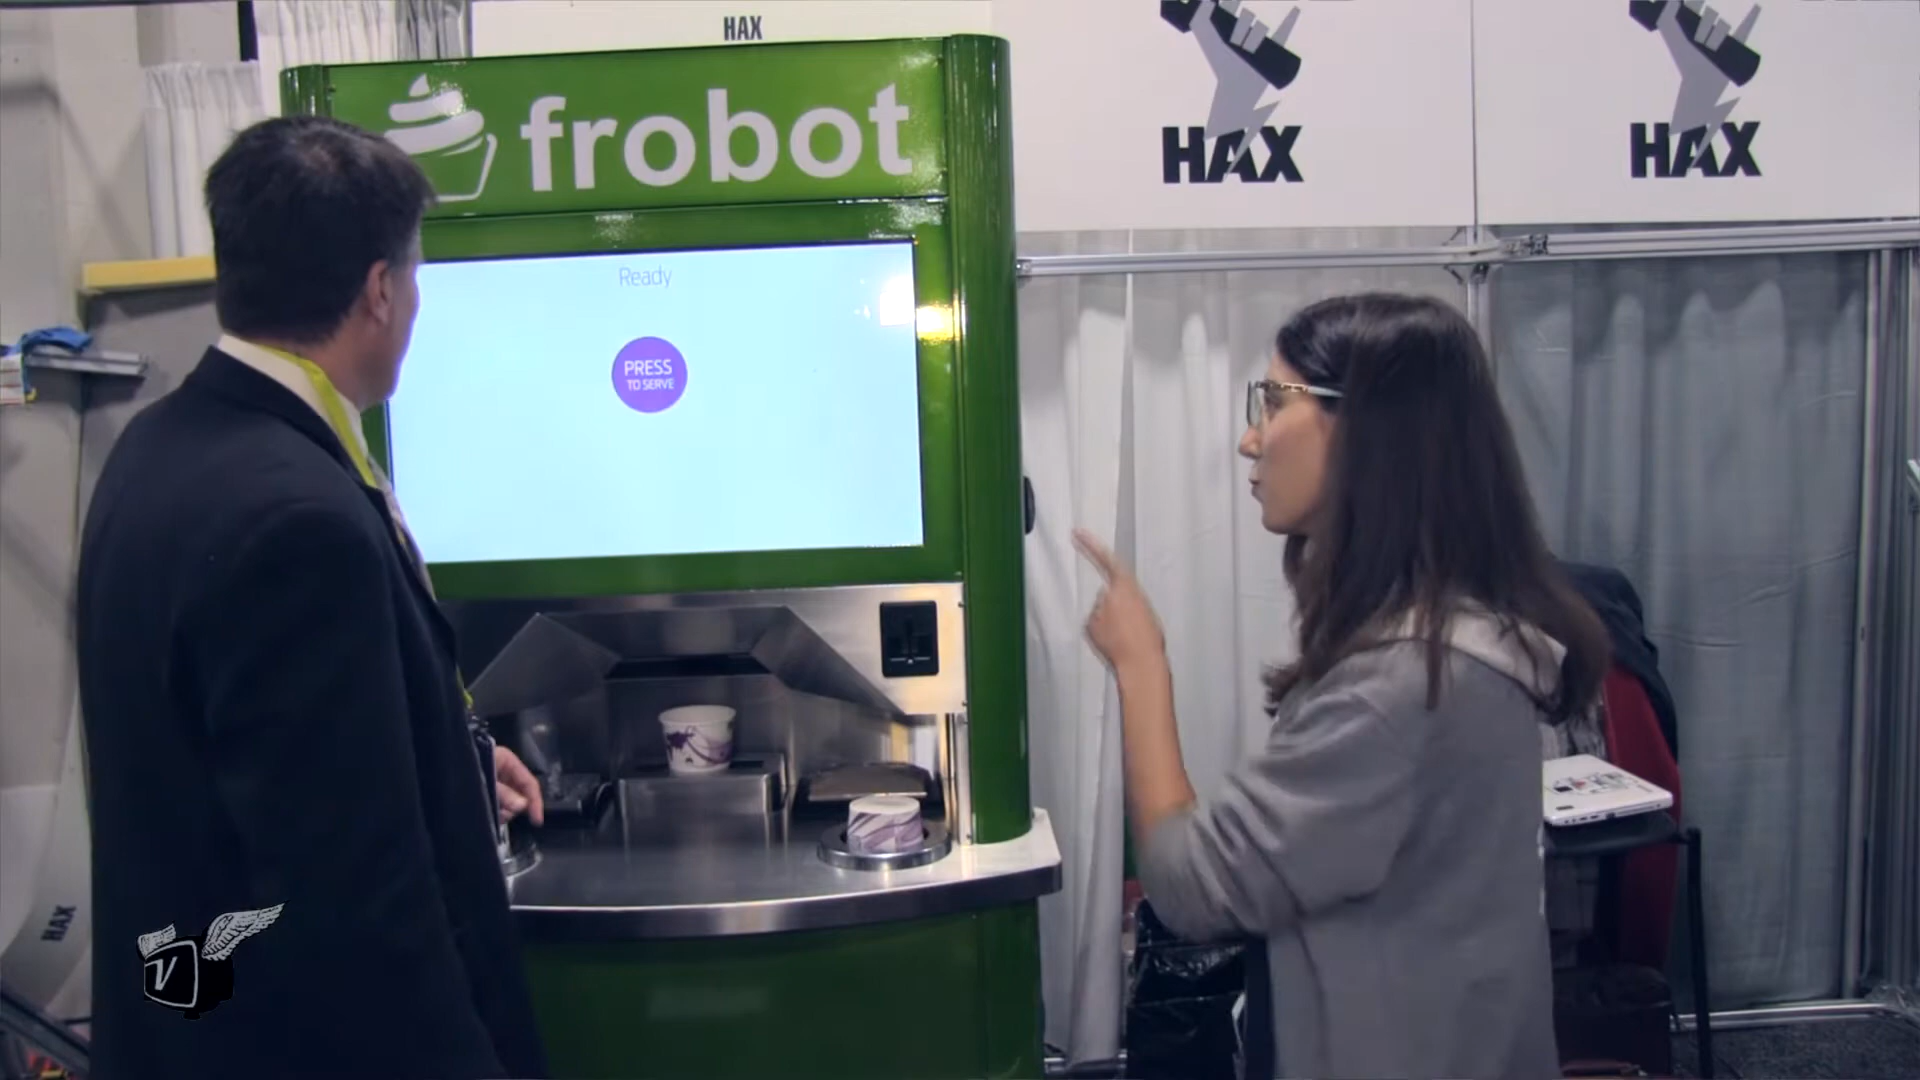 HAX
frobot
HAX
HAX
Ready
PRESS
TO SERVE
HAX
V